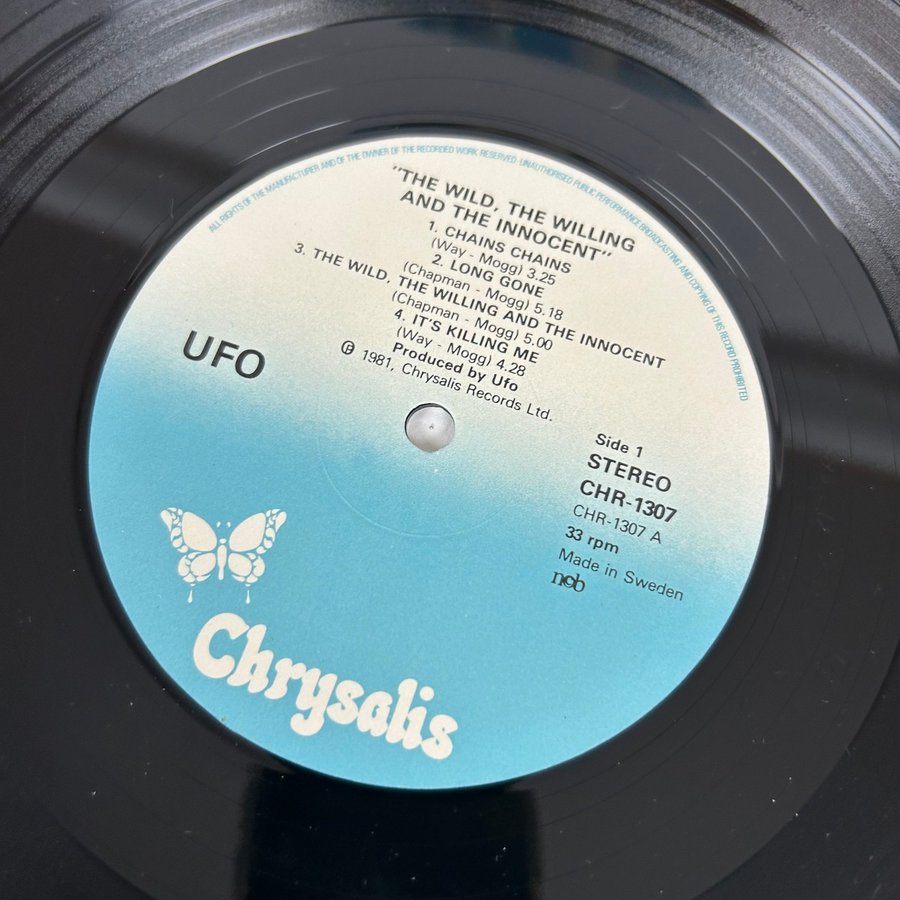 ALL RIGHTS OF THE MANUFACTURER AND OF THE OWNER OF THE RECORDED WORK RESERVED · UNAUTHORISED PUBLIC PERFORMANCE BROADCASTING AND COPYING OF THIS RECORD PROHIBITED
"THE WILD, THE WILLING
AND THE INNOCENT"
1. CHAINS CHAINS
(Way - Mogg) 3.25
2. LONG GONE
(Chapman - Mogg) 5.18
3. THE WILD, THE WILLING AND THE INNOCENT
(Chapman - Mogg) 5.00
4. IT'S KILLING ME
(Way - Mogg) 4.28
Produced by Ufo
℗ 1981, Chrysalis Records Ltd.
UFO
Side 1
STEREO
CHR-1307
CHR-1307 A
33 rpm
Made in Sweden
ncb
Chrysalis